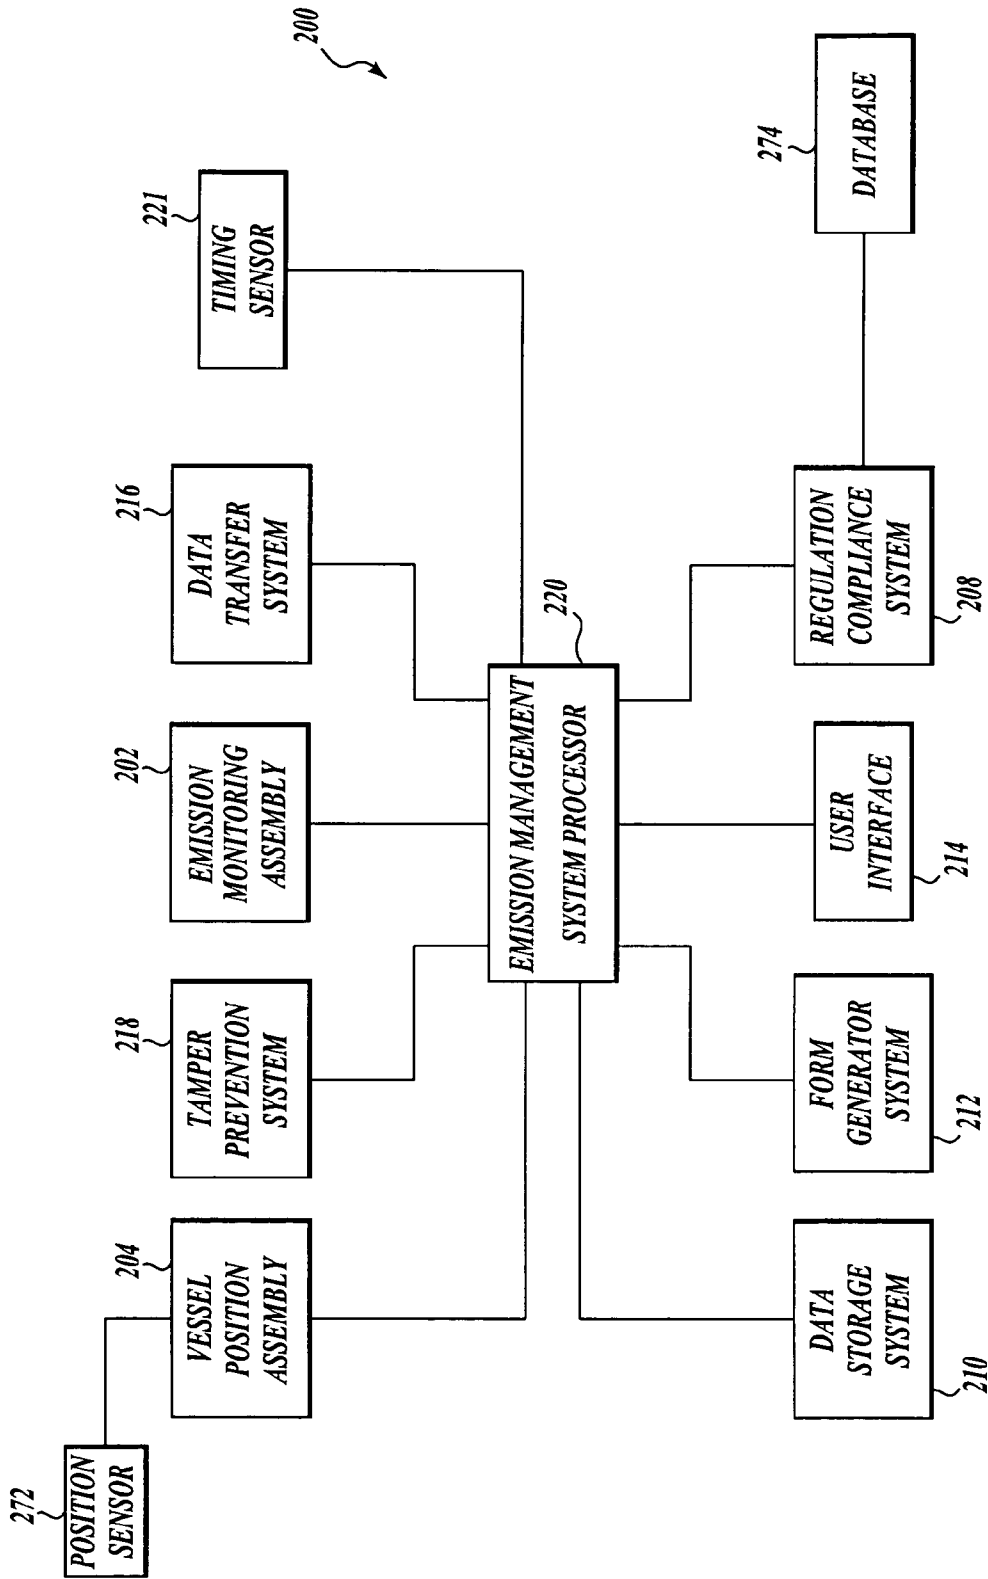 200
272
POSITION
SENSOR
204
VESSEL
POSITION
ASSEMBLY
218
TAMPER
PREVENTION
SYSTEM
202
EMISSION
MONITORING
ASSEMBLY
216
DATA
TRANSFER
SYSTEM
221
TIMING
SENSOR
220
EMISSION MANAGEMENT
SYSTEM PROCESSOR
DATA
STORAGE
SYSTEM
210
FORM
GENERATOR
SYSTEM
212
USER
INTERFACE
214
REGULATION
COMPLIANCE
SYSTEM
208
274
DATABASE